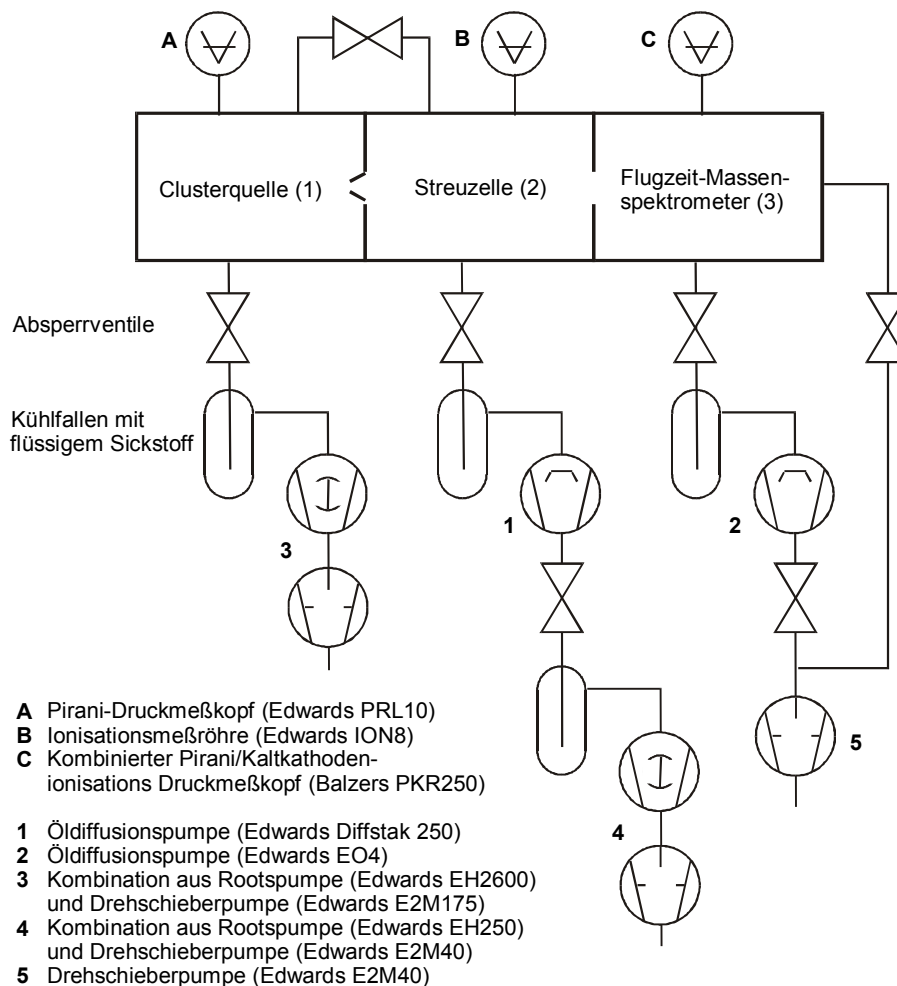 A
B
C
Clusterquelle (1)
Streuzelle (2)
Flugzeit-Massen-
spektrometer (3)
Absperrventile
Kühlfallen mit
flüssigem Sickstoff
3
1
2
4
5
A Pirani-Druckmeßkopf (Edwards PRL10)
B Ionisationsmeßröhre (Edwards ION8)
C Kombinierter Pirani/Kaltkathoden-
ionisations Druckmeßkopf (Balzers PKR250)
1 Öldiffusionspumpe (Edwards Diffstak 250)
2 Öldiffusionspumpe (Edwards EO4)
3 Kombination aus Rootspumpe (Edwards EH2600)
und Drehschieberpumpe (Edwards E2M175)
4 Kombination aus Rootspumpe (Edwards EH250)
und Drehschieberpumpe (Edwards E2M40)
5 Drehschieberpumpe (Edwards E2M40)